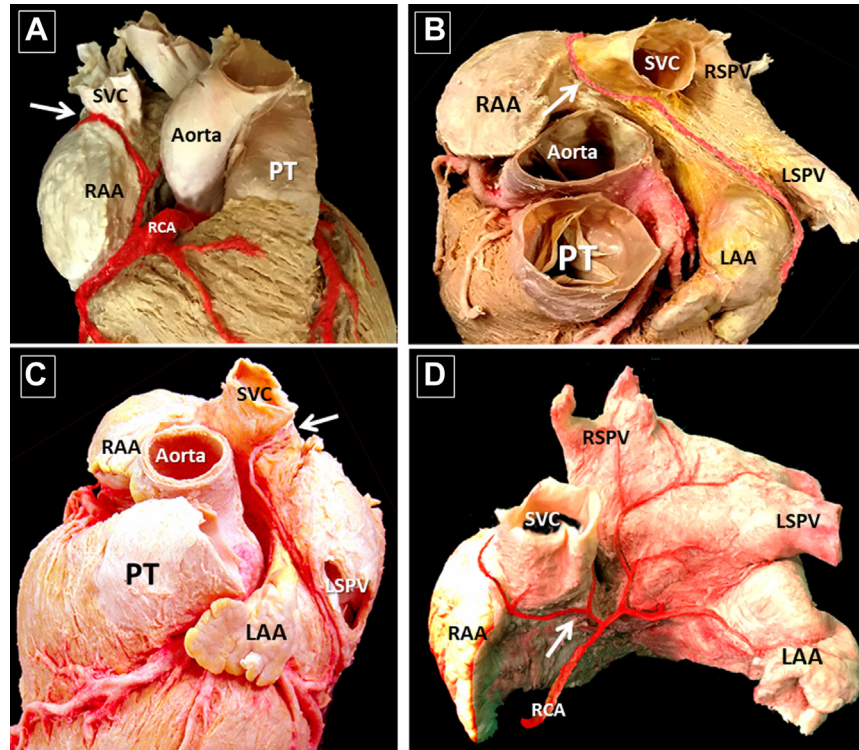 A
SVC
Aorta
RAA
PT
RCA
B
SVC
RSPV
RAA
Aorta
LSPV
PT
LAA
C
SVC
RAA
Aorta
PT
LSPV
LAA
D
RSPV
SVC
LSPV
RAA
LAA
RCA